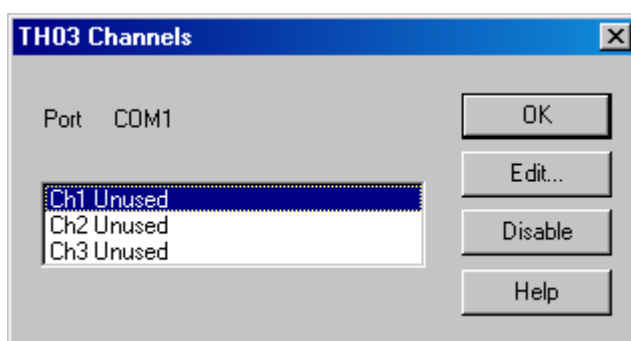 TH03 Channels
Port COM1
OK
Edit...
Ch1 Unused
Ch2 Unused
Ch3 Unused
Disable
Help